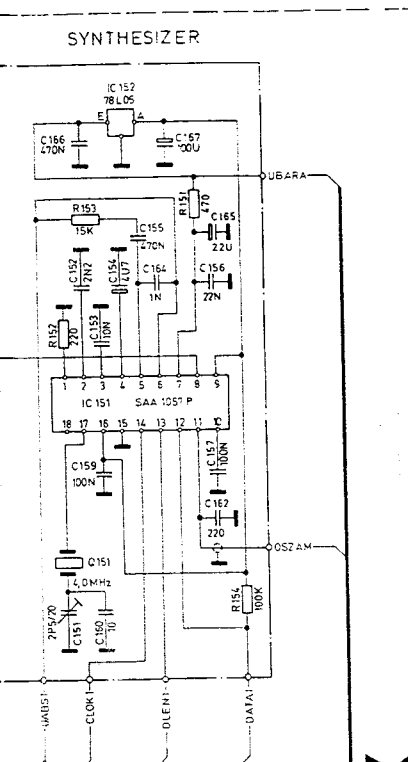 SYNTHESIZER
IC 152
78L05
E
A
C 166
470N
C 167
100U
UBARA
R151
470
C165
22U
R153
15K
C155
470N
C152
2N2
C154
4U7
C164
1N
C156
22N
R152
220
C153
10N
1 2 3 4 5 6 7 8 9
IC 151 SAA 1057 P
18 17 16 15 14 13 12 11 10
C159
100N
C157
100N
C162
220
OSZAM
Q151
4,0MHz
2P5/20
C151
C160
10
R154
100K
UABST
CLOK1
DLEN1
DATA1